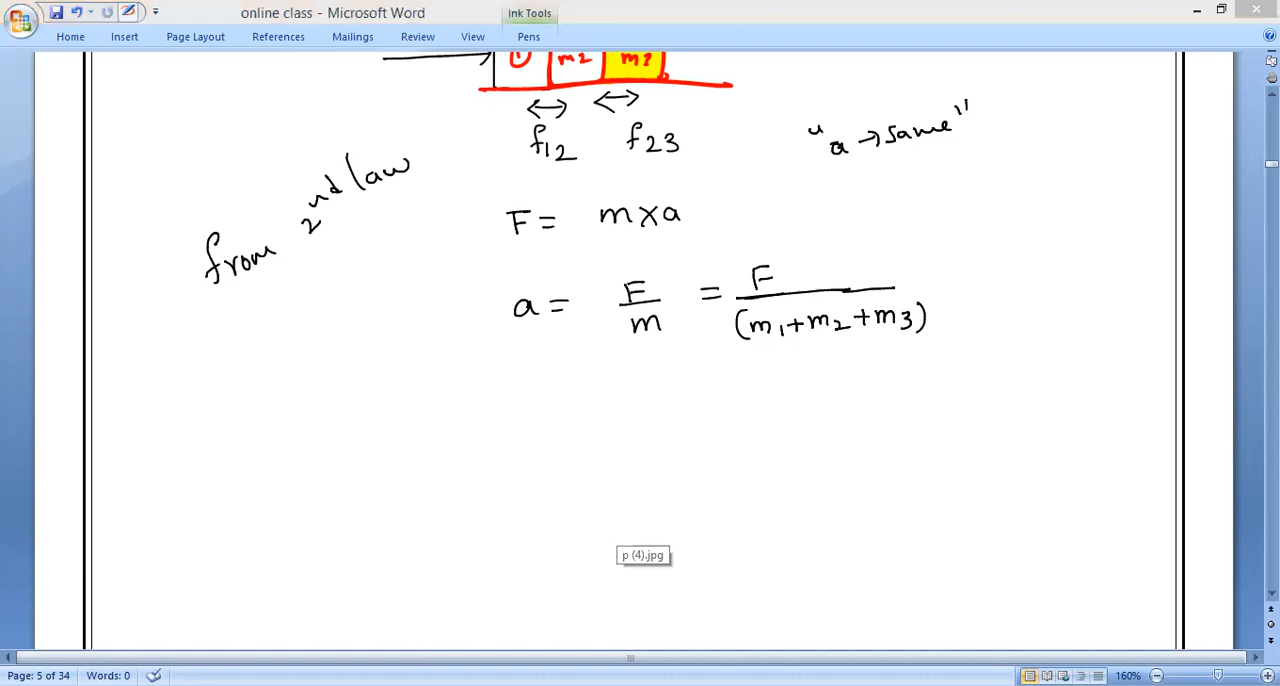 online class - Microsoft Word
Ink Tools
Home Insert Page Layout References Mailings Review View Pens
1 m2 m3
f12 f23
"a → same"
from 2nd law
F = m×a
a = F/m = F/(m1+m2+m3)
p (4).jpg
Page: 5 of 34 Words: 0 160%